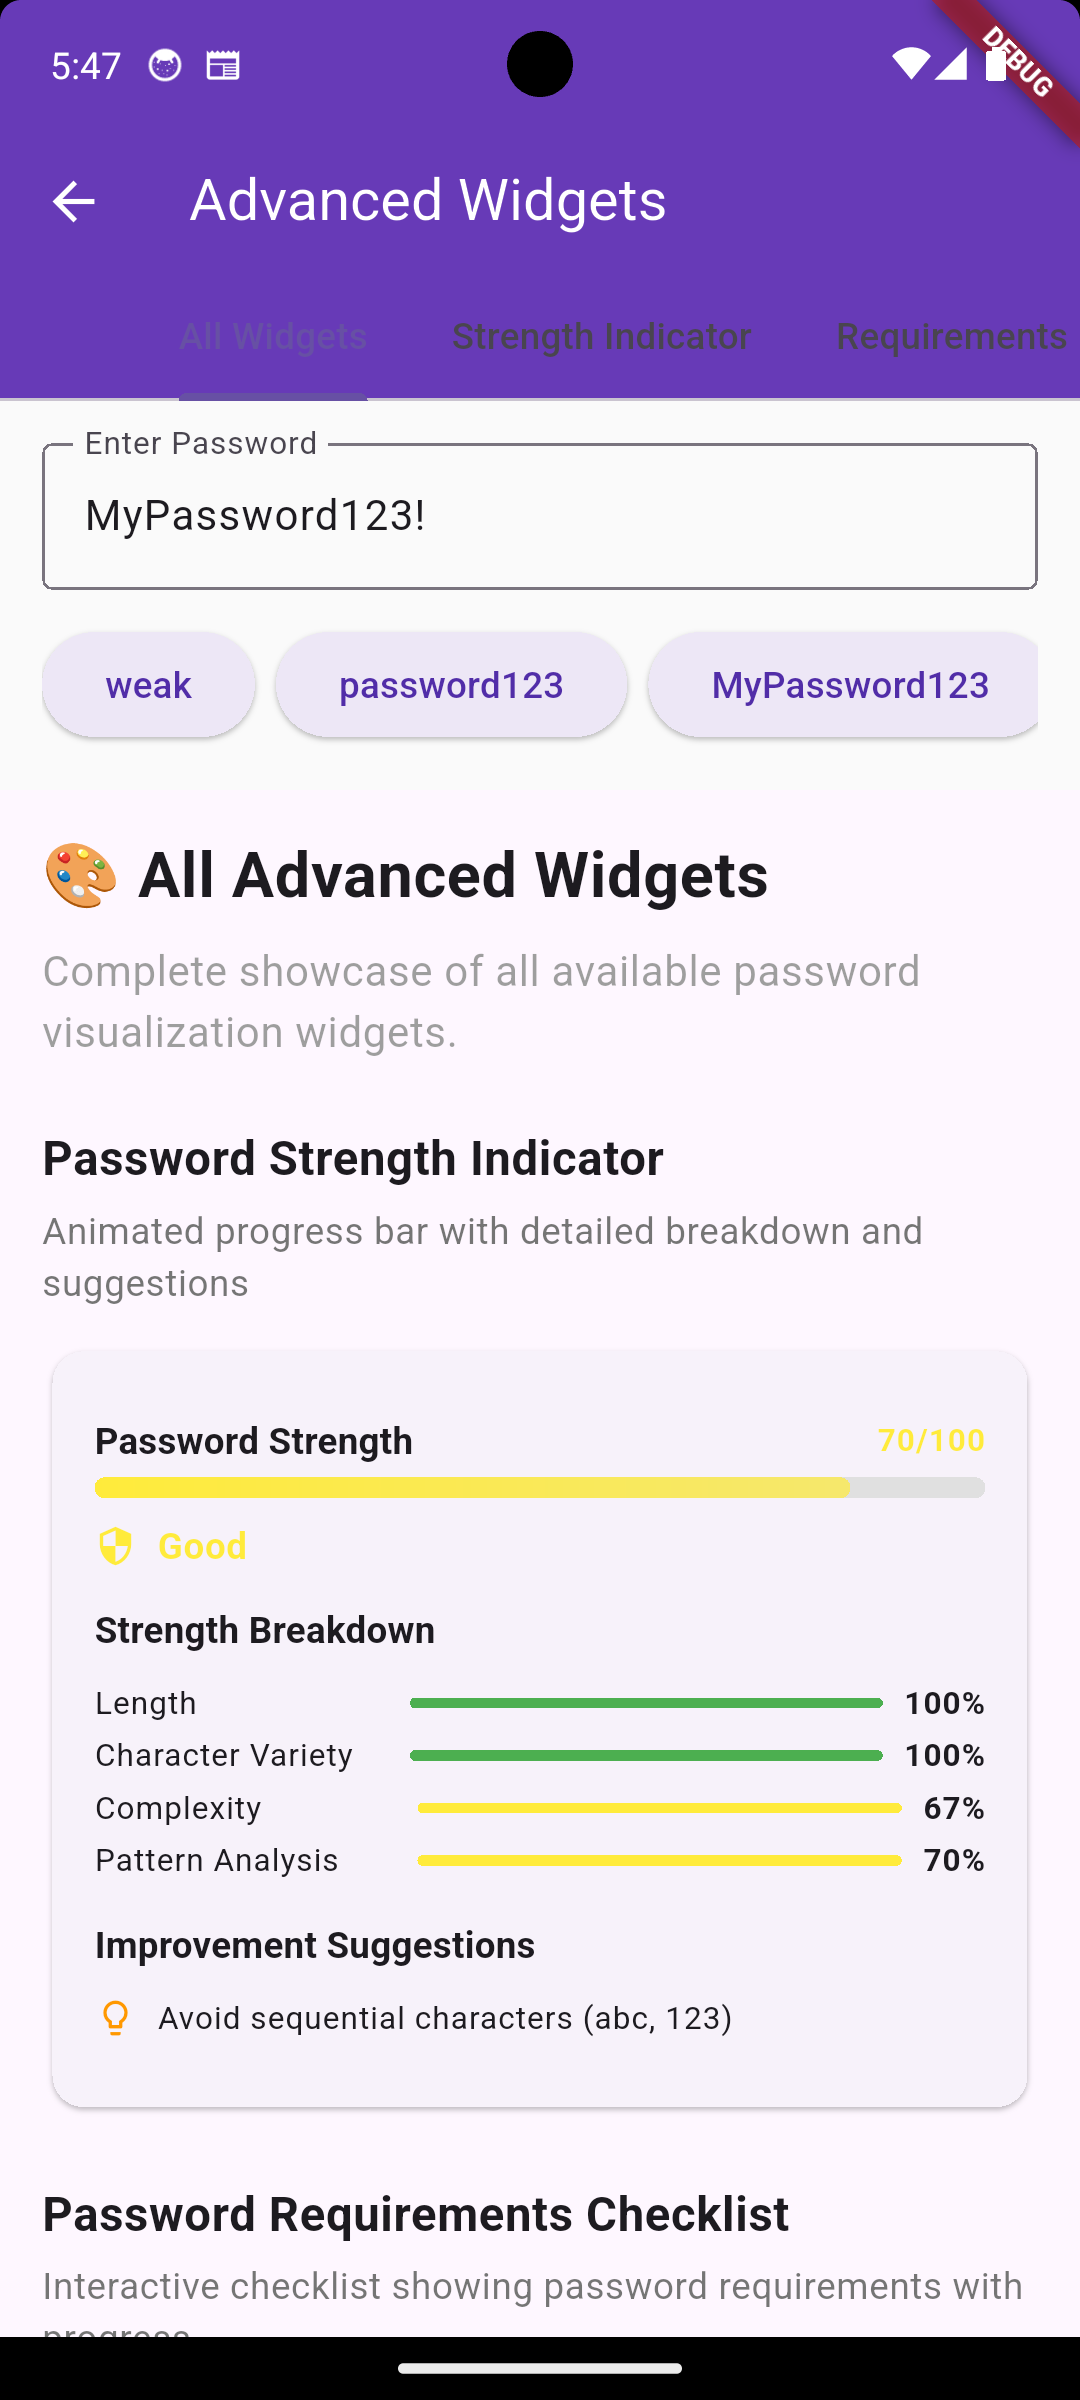 5:47
DEBUG
Advanced Widgets
All Widgets Strength Indicator Requirements
Enter Password
MyPassword123!
weak password123 MyPassword123
All Advanced Widgets
Complete showcase of all available password
visualization widgets.
Password Strength Indicator
Animated progress bar with detailed breakdown and
suggestions
Password Strength 70/100
Good
Strength Breakdown
Length 100%
Character Variety 100%
Complexity 67%
Pattern Analysis 70%
Improvement Suggestions
Avoid sequential characters (abc, 123)
Password Requirements Checklist
Interactive checklist showing password requirements with
progress